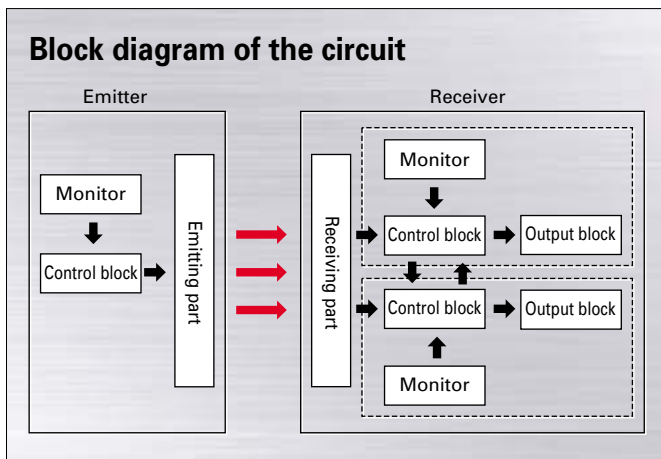 Block diagram of the circuit
Emitter
Monitor
Control block
Emitting part
Receiver
Receiving part
Monitor
Control block
Output block
Control block
Output block
Monitor